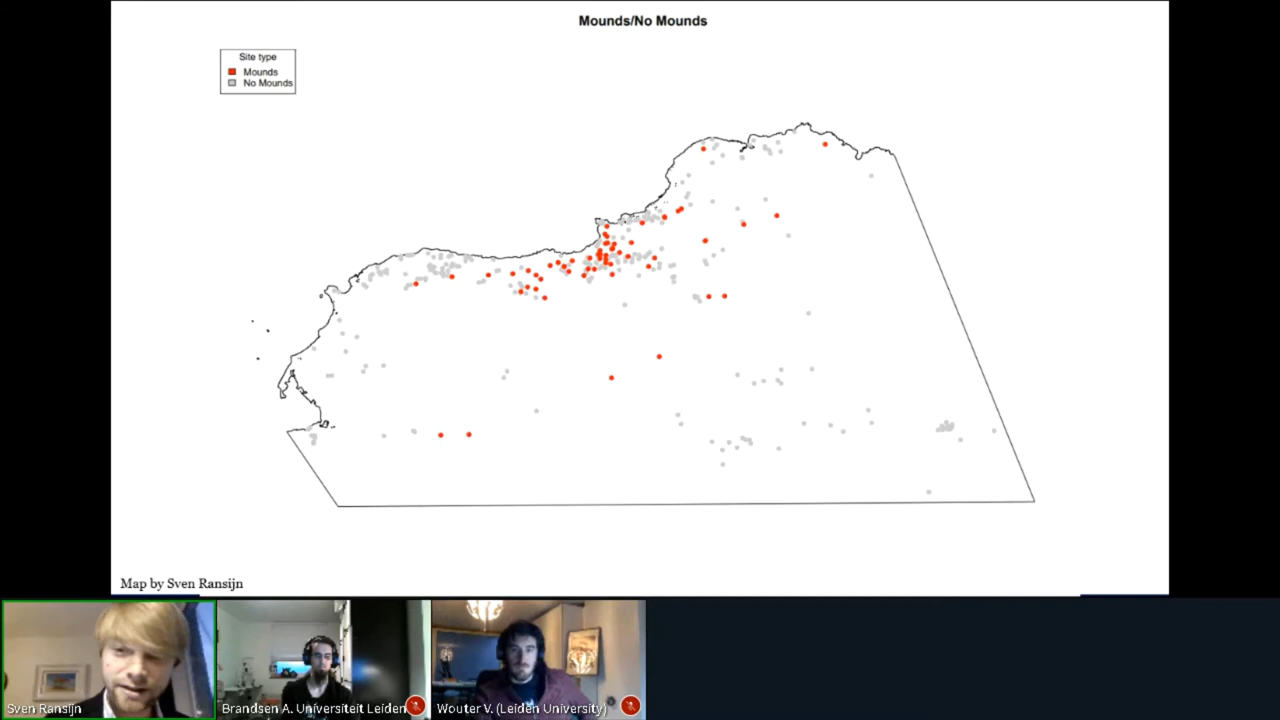 Mounds/No Mounds
Site type
Mounds
No Mounds
Map by Sven Ransijn
Sven Ransijn
Brandsen A. Universiteit Leiden
Wouter V. (Leiden University)